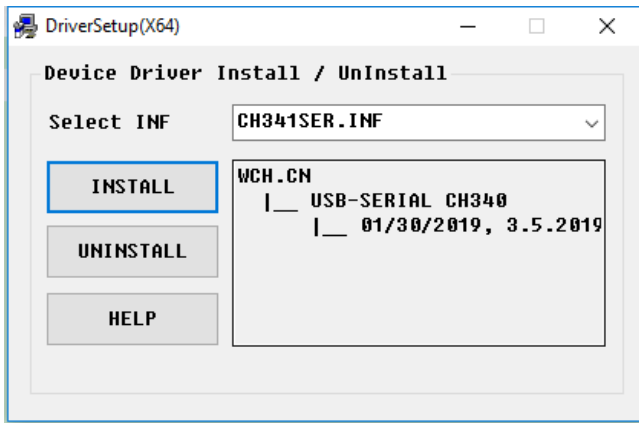 DriverSetup(X64)
Device Driver Install / UnInstall
Select INF
CH341SER.INF
INSTALL
WCH.CN
|__ USB-SERIAL CH340
|__ 01/30/2019, 3.5.2019
UNINSTALL
HELP